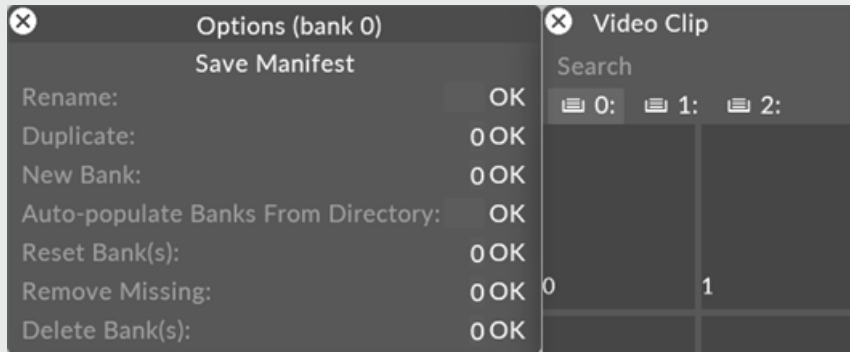 Options (bank 0)
Save Manifest
Rename: OK
Duplicate: 0 OK
New Bank: 0 OK
Auto-populate Banks From Directory: OK
Reset Bank(s): 0 OK
Remove Missing: 0 OK
Delete Bank(s): 0 OK
Video Clip
Search
0: 1: 2:
0 1